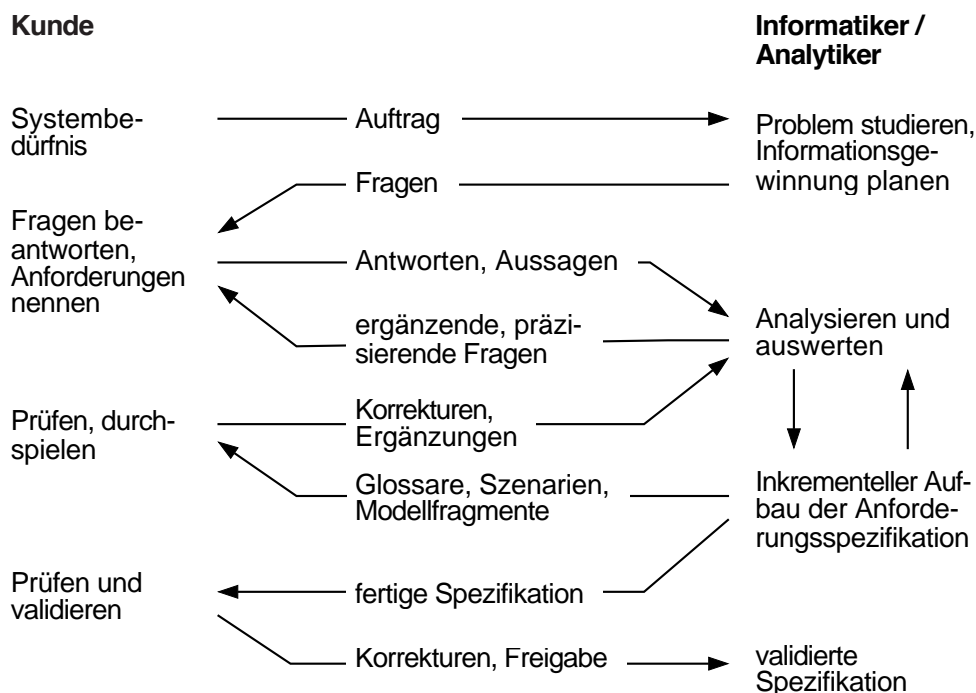 Kunde
Informatiker /
Analytiker
Systembe-
dürfnis
Auftrag
Problem studieren,
Informationsge-
winnung planen
Fragen
Fragen be-
antworten,
Anforderungen
nennen
Antworten, Aussagen
ergänzende, präzi-
sierende Fragen
Analysieren und
auswerten
Prüfen, durch-
spielen
Korrekturen,
Ergänzungen
Glossare, Szenarien,
Modellfragmente
Inkrementeller Auf-
bau der Anforde-
rungsspezifikation
Prüfen und
validieren
fertige Spezifikation
Korrekturen, Freigabe
validierte
Spezifikation